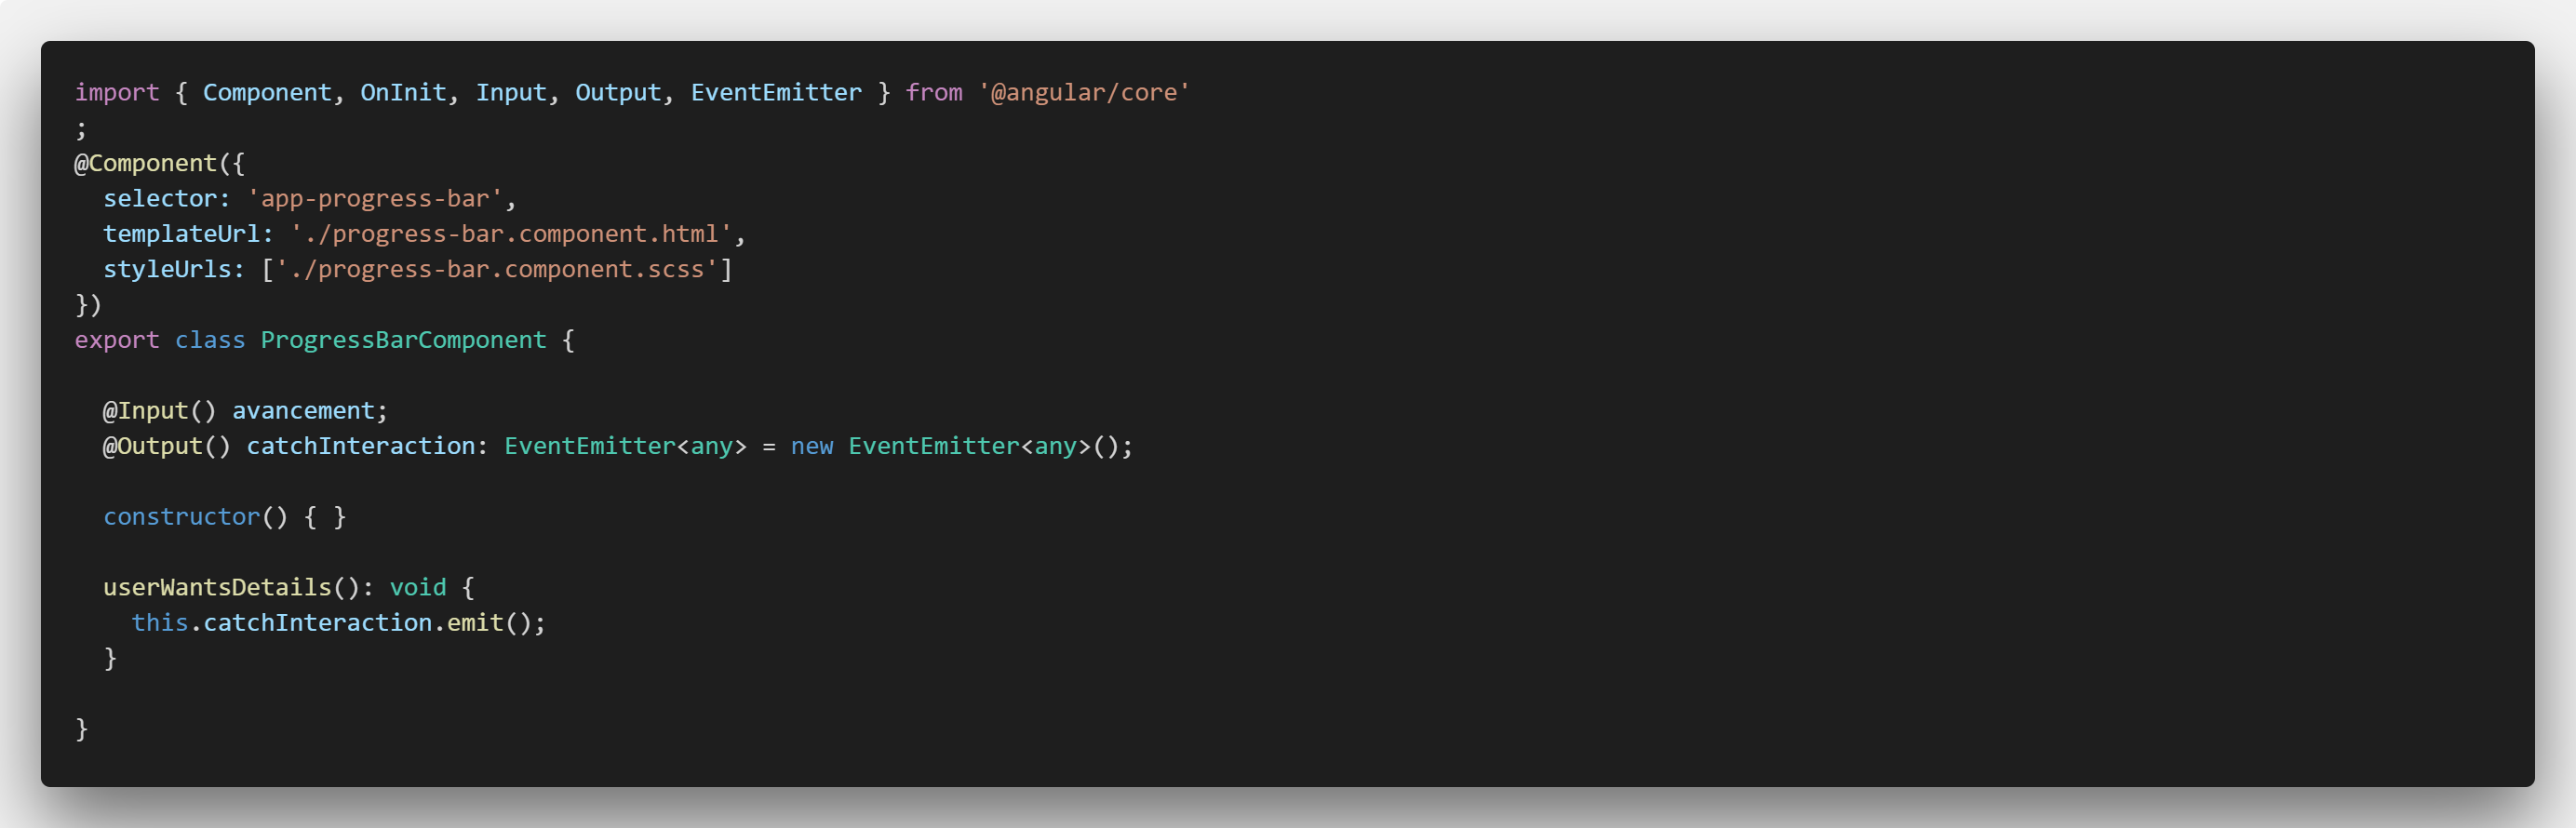 import { Component, OnInit, Input, Output, EventEmitter } from '@angular/core'
;
@Component({
  selector: 'app-progress-bar',
  templateUrl: './progress-bar.component.html',
  styleUrls: ['./progress-bar.component.scss']
})
export class ProgressBarComponent {

  @Input() avancement;
  @Output() catchInteraction: EventEmitter<any> = new EventEmitter<any>();

  constructor() { }

  userWantsDetails(): void {
    this.catchInteraction.emit();
  }

}